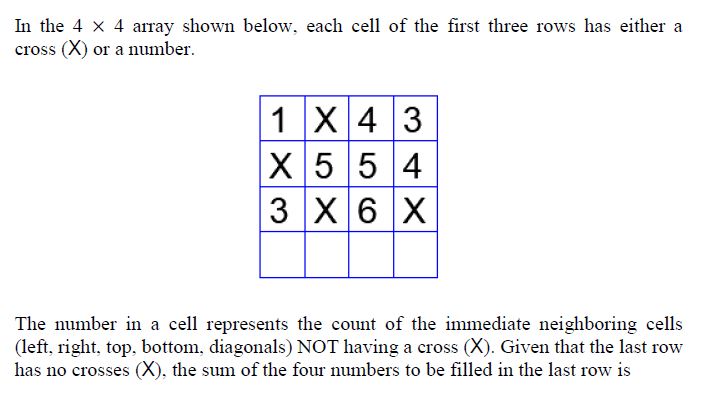 In the 4 × 4 array shown below, each cell of the first three rows has either a
cross (X) or a number.
1 X 4 3
X 5 5 4
3 X 6 X
The number in a cell represents the count of the immediate neighboring cells
(left, right, top, bottom, diagonals) NOT having a cross (X). Given that the last row
has no crosses (X), the sum of the four numbers to be filled in the last row is